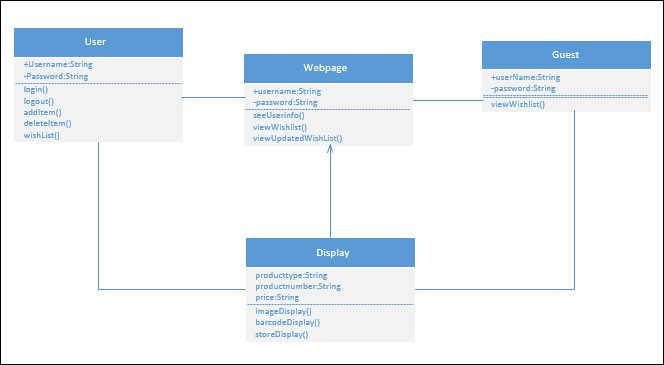 User
+Username:String
-Password:String
login()
logout()
addItem()
deleteItem()
wishList()
Webpage
+username:String
-password:String
seeUserinfo()
viewWishlist()
viewUpdatedWishList()
Guest
+userName:String
-password:String
viewWishlist()
Display
producttype:String
productnumber:String
price:String
imageDisplay()
barcodeDisplay()
storeDisplay()